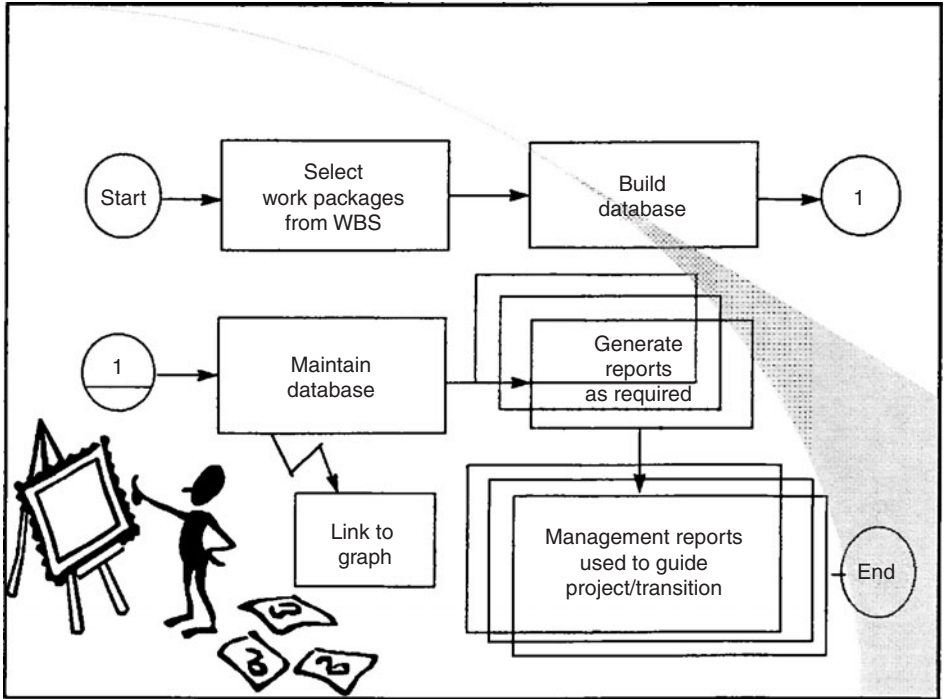 Start
Select
work packages
from WBS
Build
database
1
1
Maintain
database
Generate
reports
as required
Link to
graph
Management reports
used to guide
project/transition
End